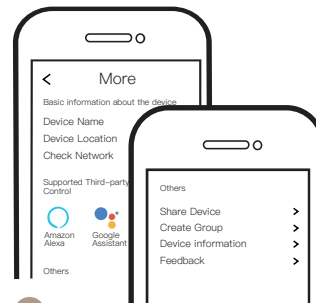 More
Basic information about the device
Device Name
Device Location
Check Network
Supported Third-party
Control
Amazon
Alexa
Google
Assistant
Others
Others
Share Device
Create Group
Device information
Feedback